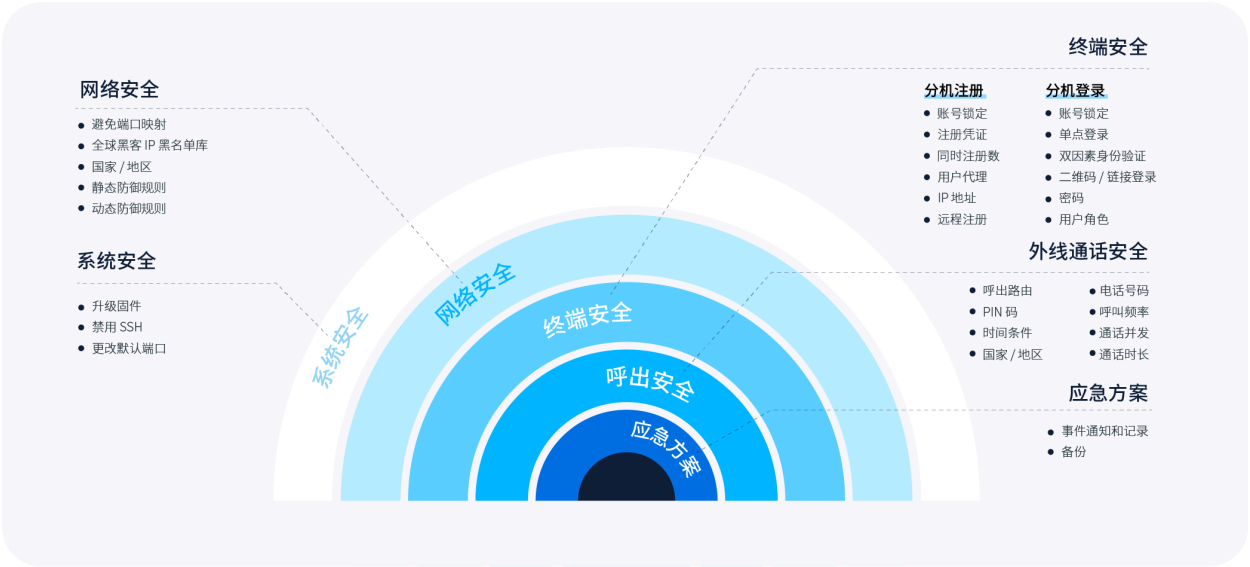 网络安全
避免端口映射
全球黑客 IP 黑名单库
国家 / 地区
静态防御规则
动态防御规则
系统安全
升级固件
禁用 SSH
更改默认端口
系统安全
网络安全
终端安全
呼出安全
应急方案
终端安全
分机注册
账号锁定
注册凭证
同时注册数
用户代理
IP 地址
远程注册
分机登录
账号锁定
单点登录
双因素身份验证
二维码 / 链接登录
密码
用户角色
外线通话安全
呼出路由
PIN 码
时间条件
国家 / 地区
电话号码
呼叫频率
通话并发
通话时长
应急方案
事件通知和记录
备份